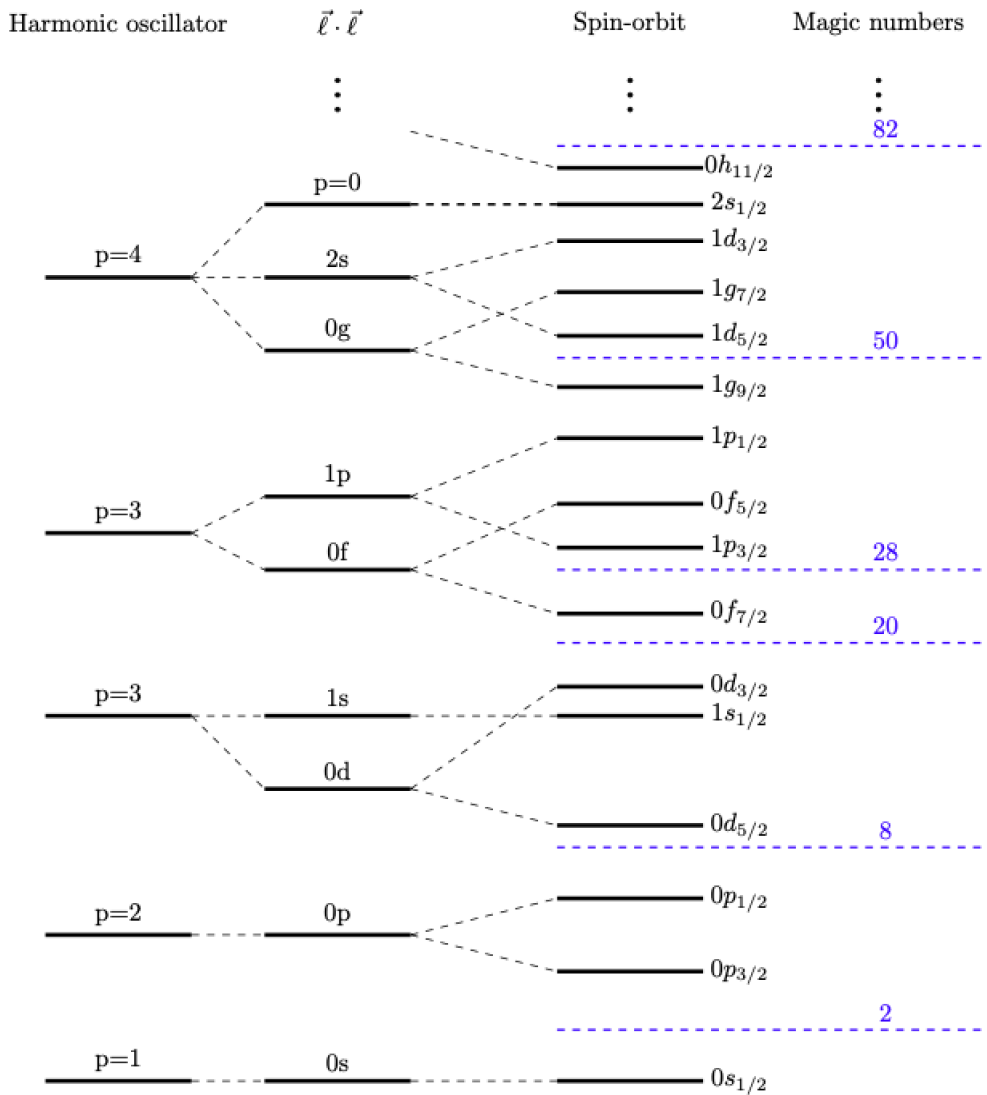 Harmonic oscillator
ℓ⃗ · ℓ⃗
Spin-orbit
Magic numbers
82
0h₁₁/₂
p=0
2s₁/₂
1d₃/₂
p=4
2s
1g₇/₂
0g
1d₅/₂
50
1g₉/₂
1p₁/₂
1p
p=3
0f₅/₂
0f
1p₃/₂
28
0f₇/₂
20
p=3
1s
0d₃/₂
1s₁/₂
0d
0d₅/₂
8
p=2
0p
0p₁/₂
0p₃/₂
2
p=1
0s
0s₁/₂